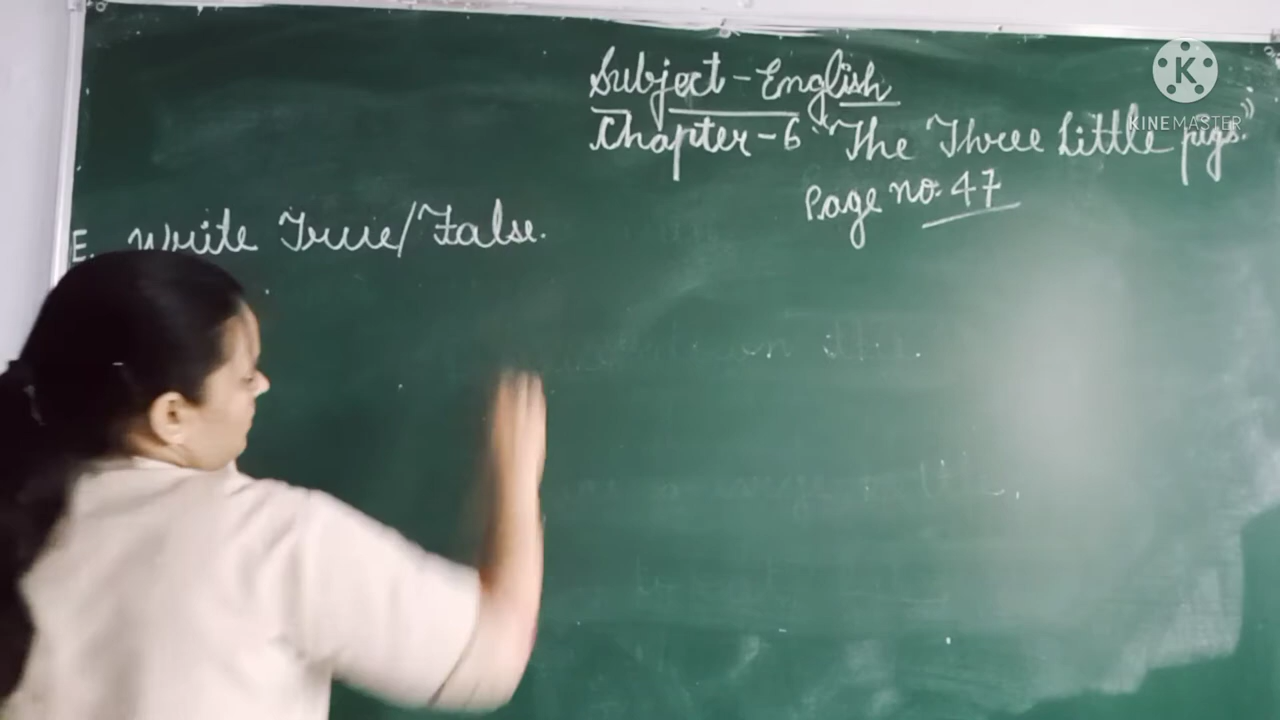 Subject-English
Chapter-6 "The Three Little pigs."
Page no. 47
E. Write True/False.
K
KINEMASTER